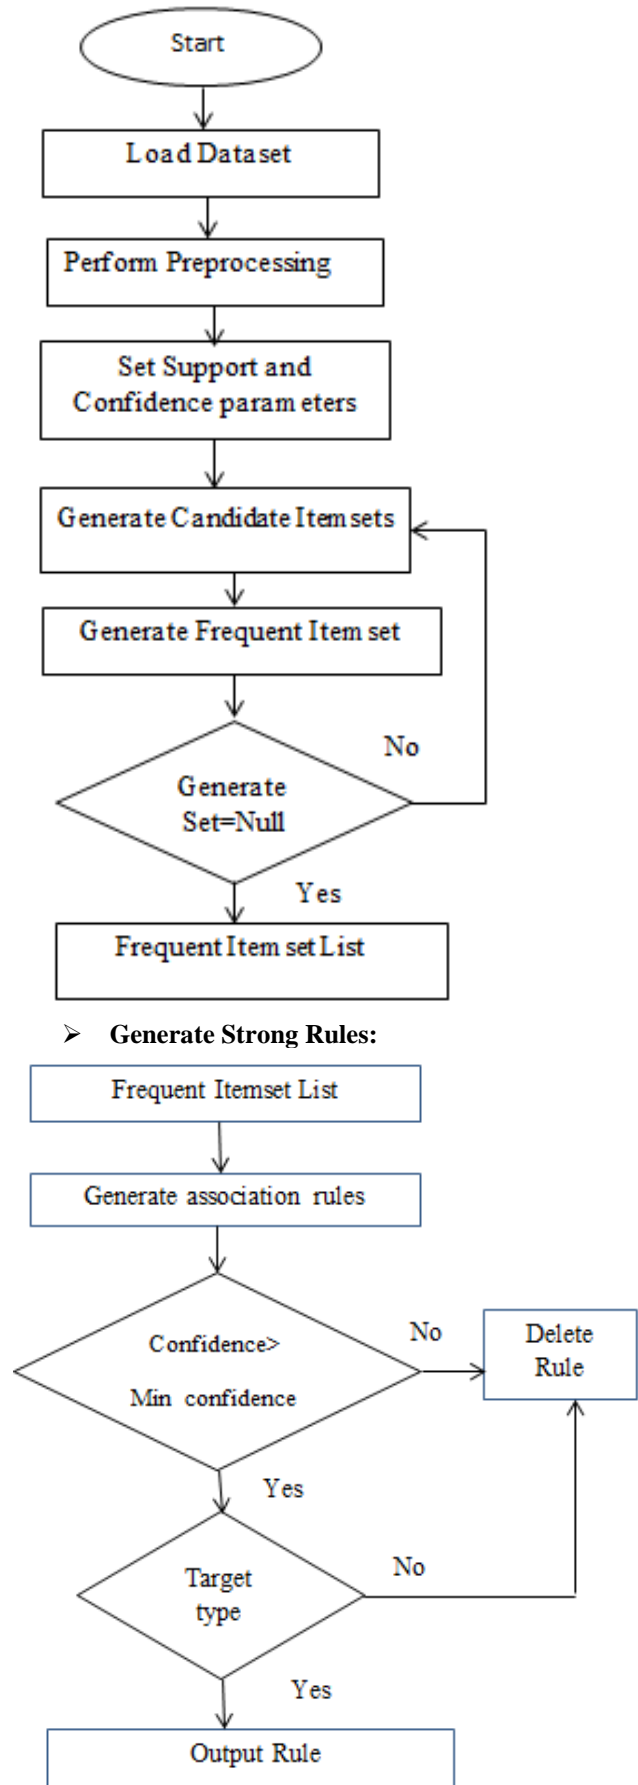 Start
Load Dataset
Perform Preprocessing
Set Support and
Confidence parameters
Generate Candidate Itemsets
Generate Frequent Item set
No
Generate
Set=Null
Yes
Frequent Item set List
➢ Generate Strong Rules:
Frequent Itemset List
Generate association rules
Confidence>
Min confidence
No
Delete
Rule
Yes
Target
type
No
Yes
Output Rule